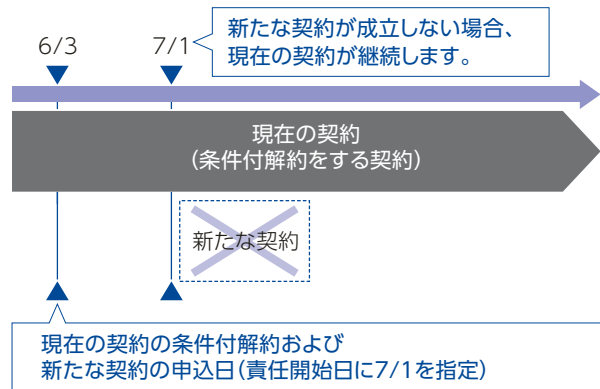 6/3
7/1
新たな契約が成立しない場合、
現在の契約が継続します。
現在の契約
(条件付解約をする契約)
新たな契約
現在の契約の条件付解約および
新たな契約の申込日(責任開始日に7/1を指定)